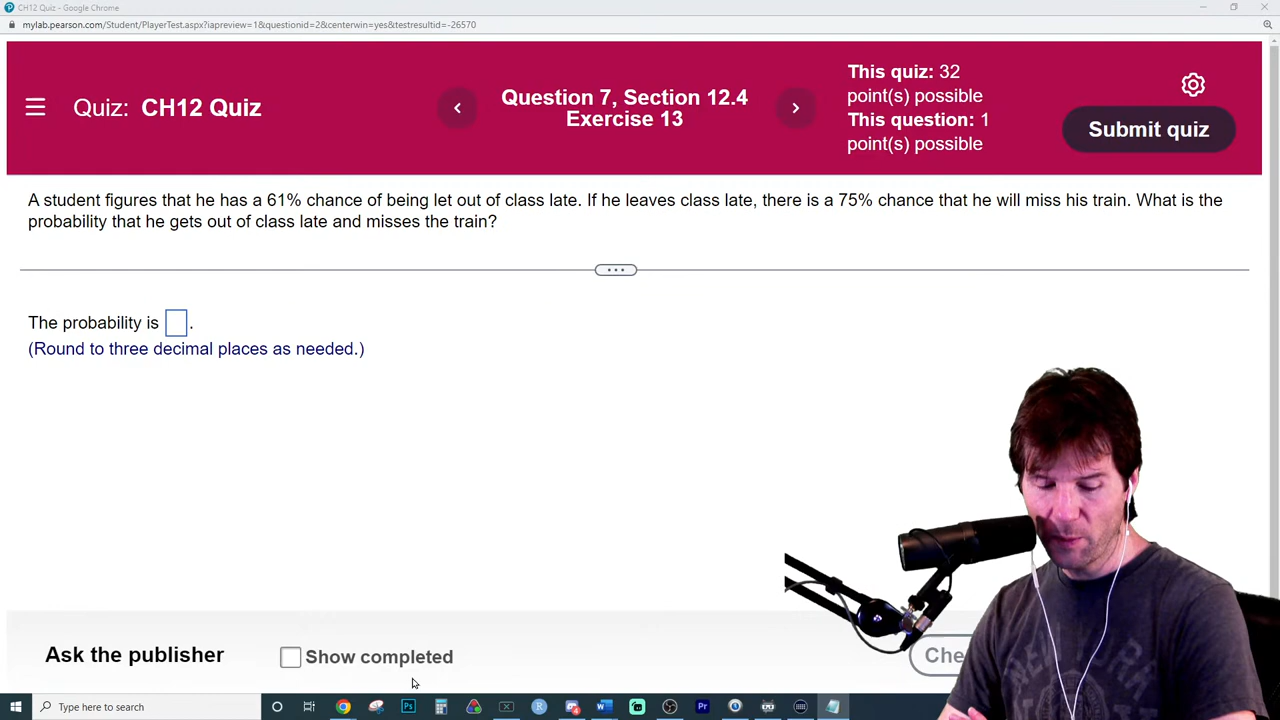 CH12 Quiz - Google Chrome
mylab.pearson.com/Student/PlayerTest.aspx?iapreview=1&questionid=2&centerwin=yes&testresultid=-26570
Quiz: CH12 Quiz
Question 7, Section 12.4
Exercise 13
This quiz: 32
point(s) possible
This question: 1
point(s) possible
Submit quiz
A student figures that he has a 61% chance of being let out of class late. If he leaves class late, there is a 75% chance that he will miss his train. What is the
probability that he gets out of class late and misses the train?
The probability is .
(Round to three decimal places as needed.)
Ask the publisher
Show completed
Che
Type here to search